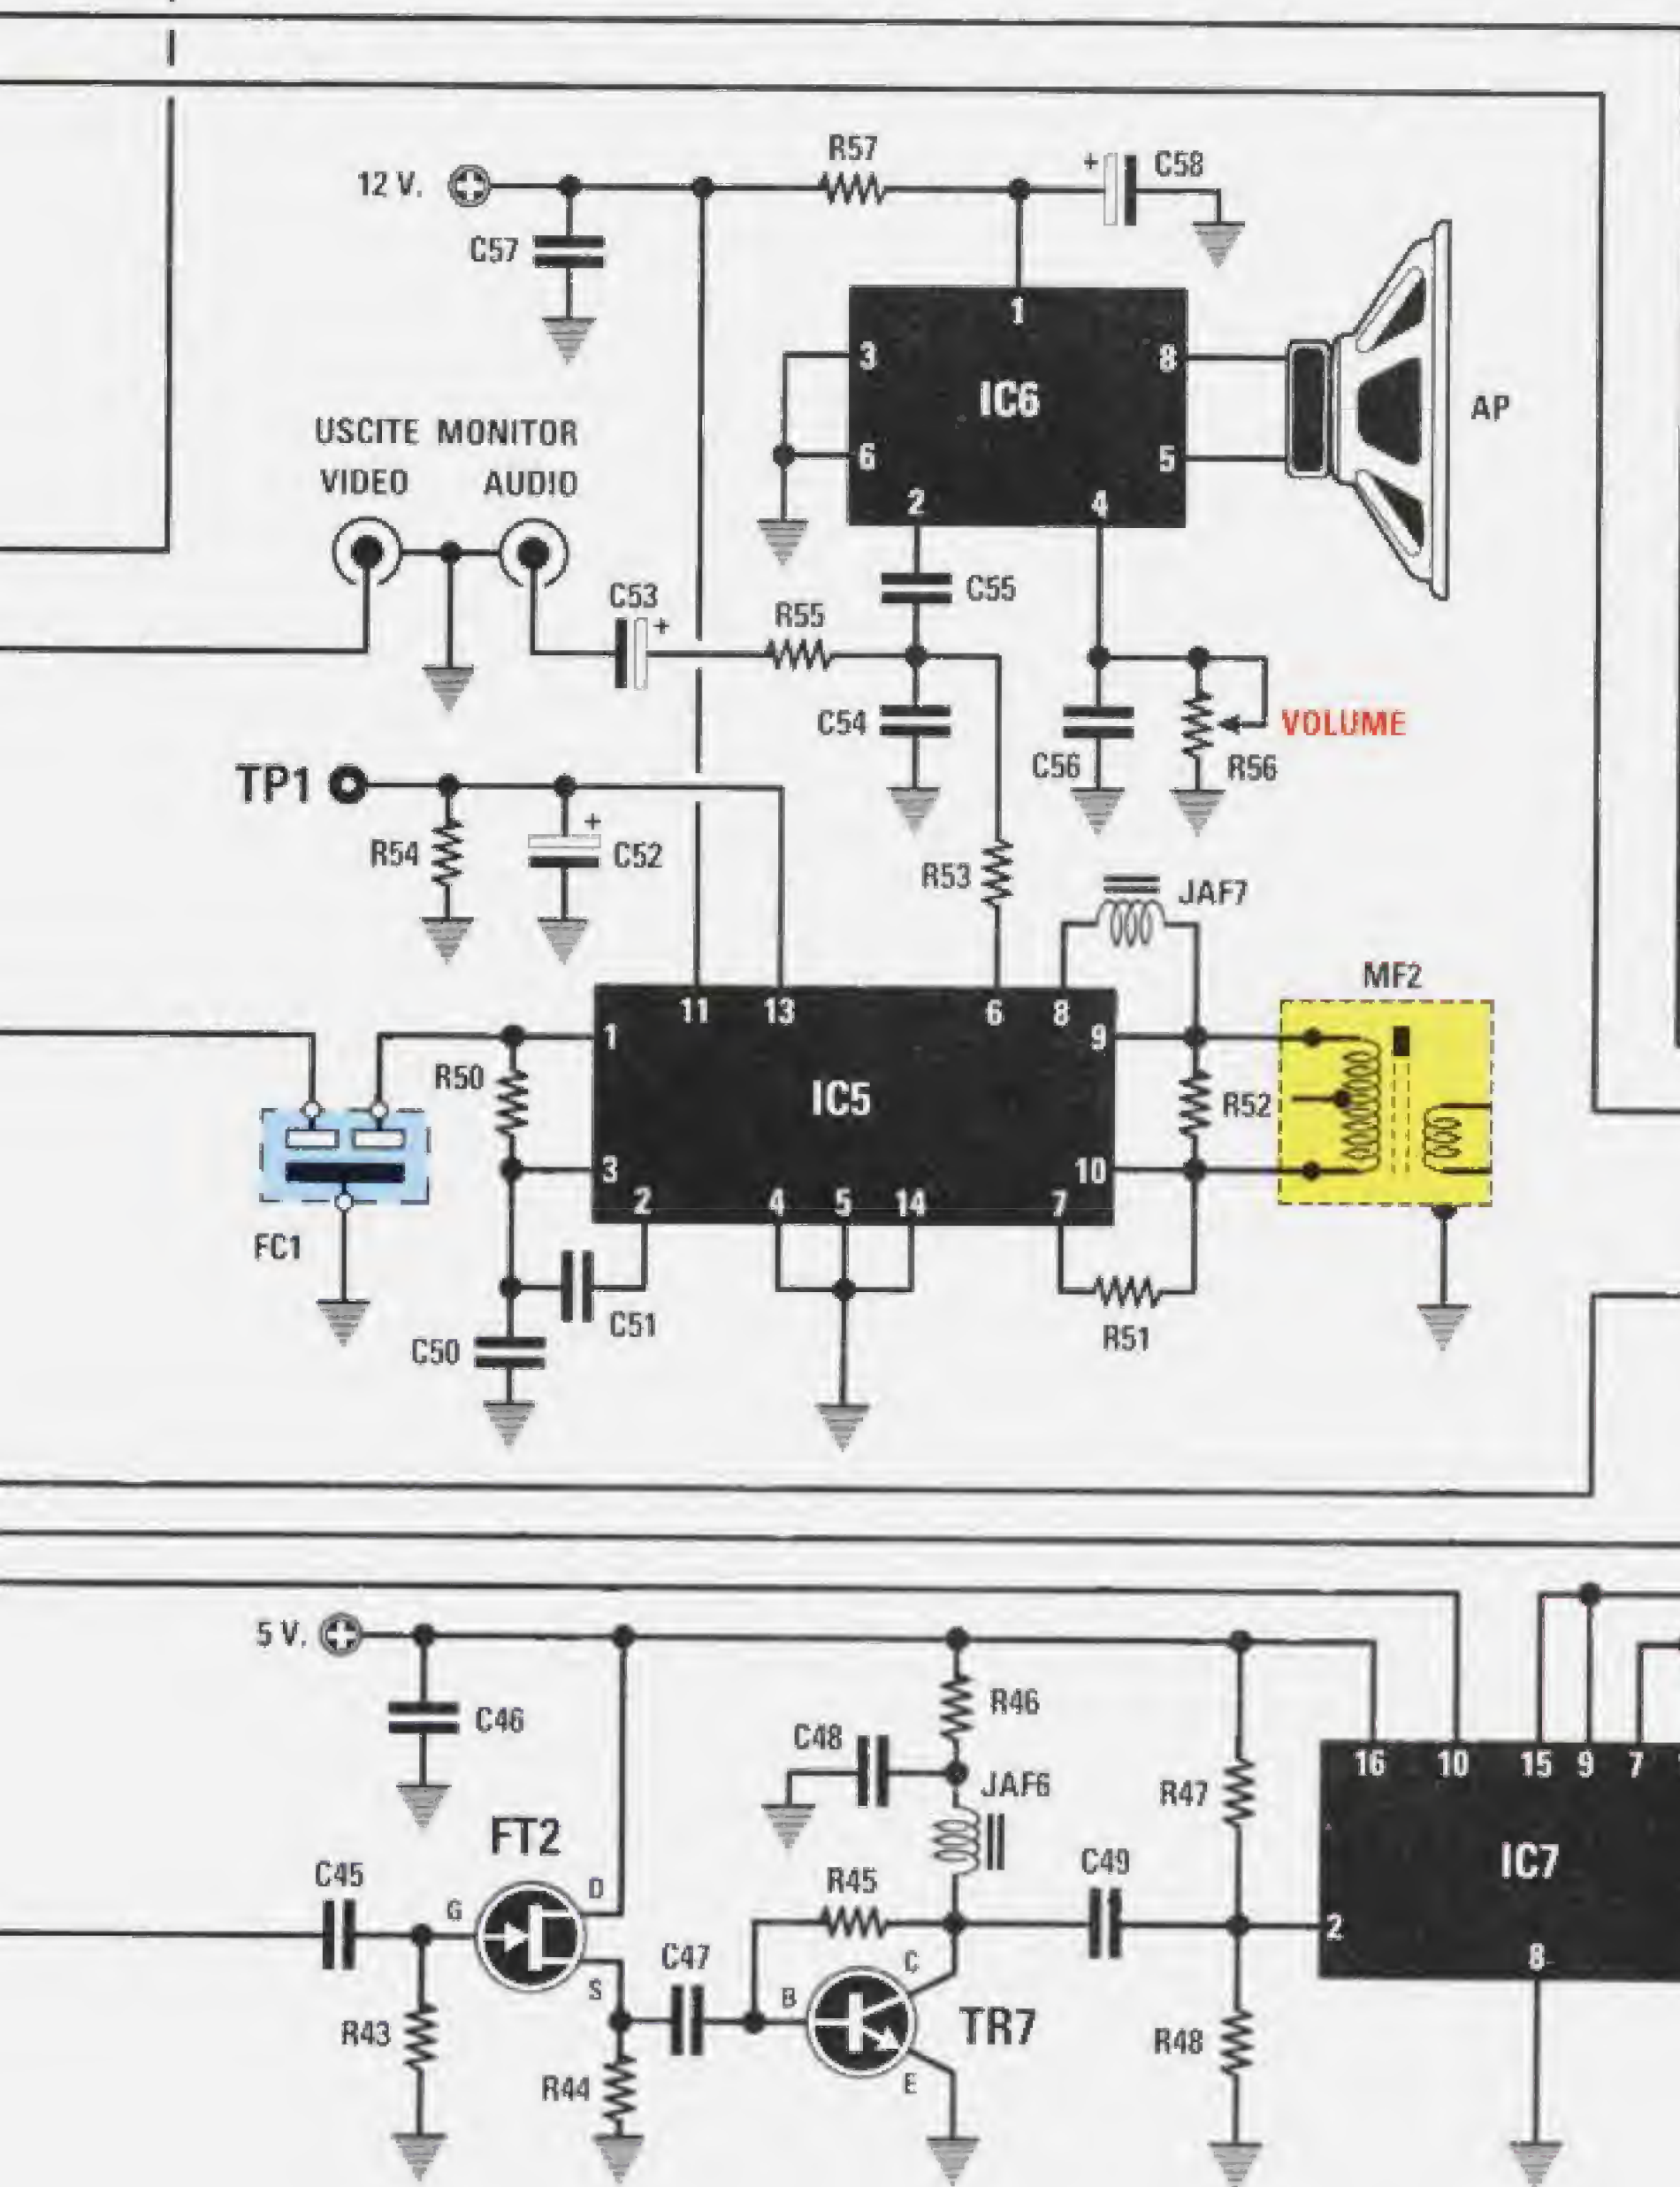 R57
12 V.
+
C58
C57
1
3
8
IC6
AP
6
5
2
4
USCITE MONITOR
VIDEO AUDIO
C53
+
R55
C55
C54
VOLUME
C56
R56
TP1
R54
+
C52
R53
JAF7
MF2
11
13
6
8
1
9
R50
IC5
R52
3
10
2
4
5
14
7
FC1
C51
C50
R51
5 V.
C46
R46
C48
JAF6
R47
16
10
15
9
7
FT2
IC7
C45
D
R45
C49
G
2
C47
C
S
B
8
R43
TR7
R48
R44
E